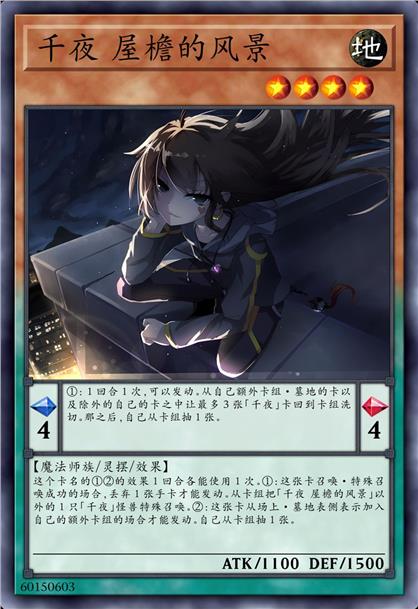 千夜 屋檐的风景
地
①：1回合1次，可以发动。从自己额外卡组·墓地的卡以
及除外的自己的卡之中让最多3张「千夜」卡回到卡组洗
切。那之后，自己从卡组抽1张。
4
4
【魔法师族/灵摆/效果】
这个卡名的①②的效果1回合各能使用1次。①：这张卡召唤·特殊召
唤成功的场合，丢弃1张手卡才能发动。从卡组把「千夜 屋檐的风景」以
外的1只「千夜」怪兽特殊召唤。②：这张卡从场上·墓地表侧表示加入
自己的额外卡组的场合才能发动。自己从卡组抽1张。
ATK/1100 DEF/1500
60150603